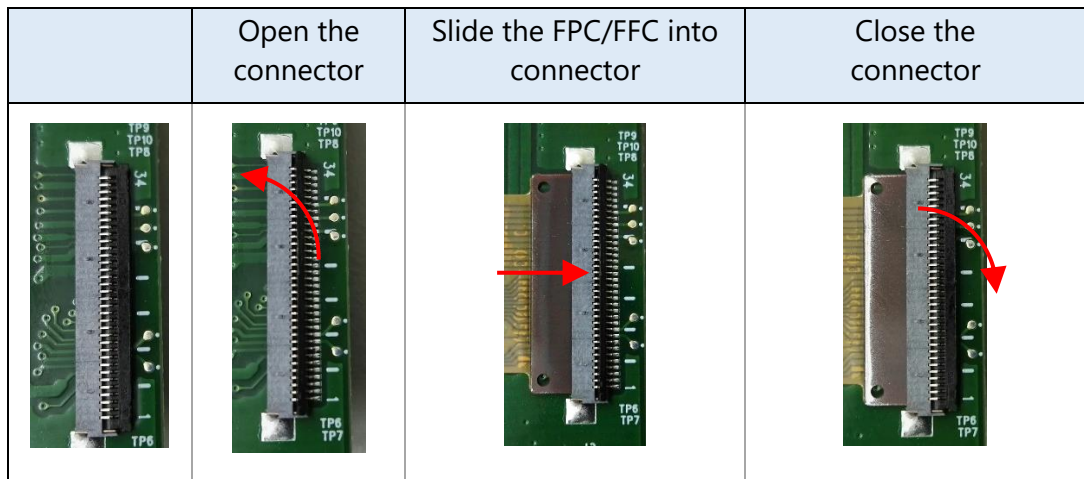 Open the
connector
Slide the FPC/FFC into
connector
Close the
connector
TP9
TP10
TP8
34
1
TP6
TP10
TP8
34
1
TP6
TP7
TP9
TP10
TP8
34
1
TP6
TP7
TP9
TP10
TP8
34
1
TP6
TP7